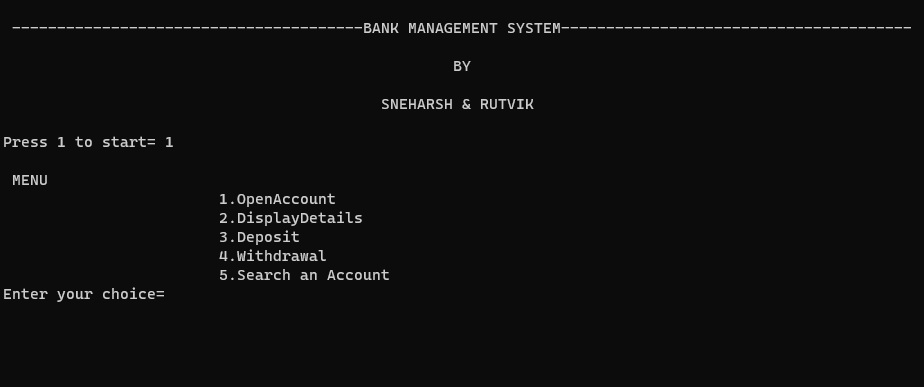 ---------------------------------------BANK MANAGEMENT SYSTEM---------------------------------------
BY
SNEHARSH & RUTVIK
Press 1 to start= 1
MENU
1.OpenAccount
2.DisplayDetails
3.Deposit
4.Withdrawal
5.Search an Account
Enter your choice=